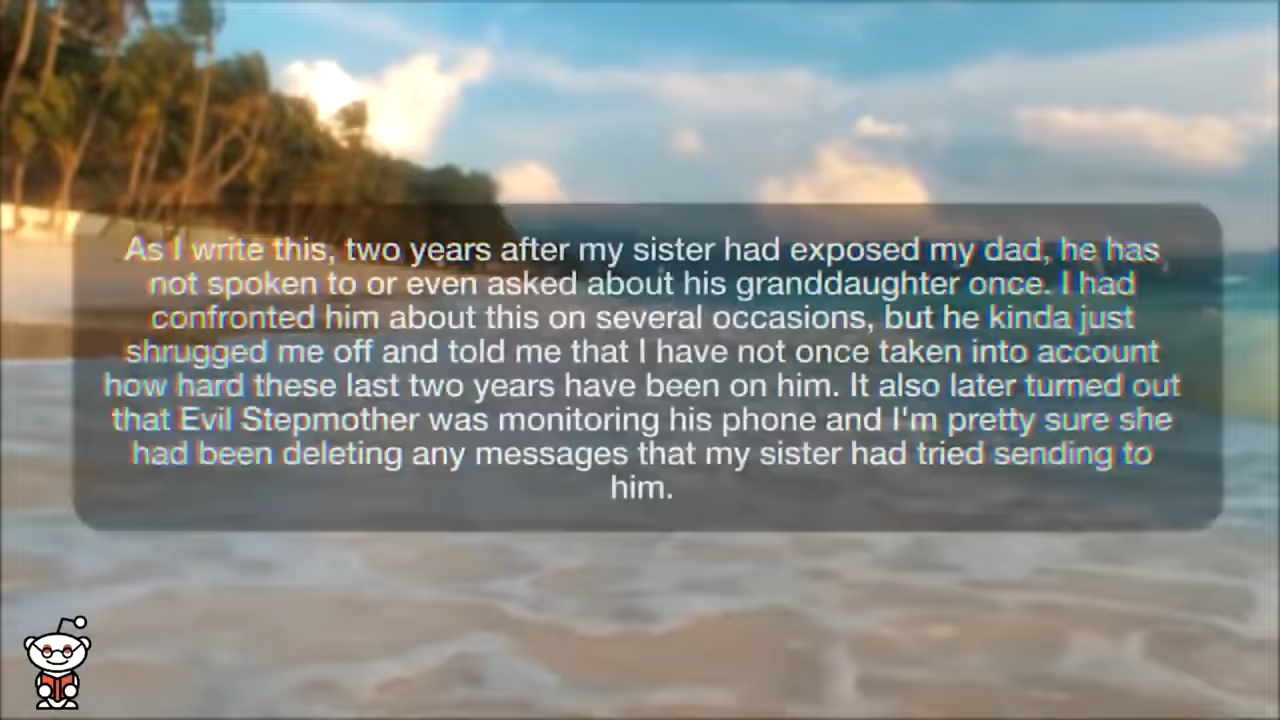 As I write this, two years after my sister had exposed my dad, he has
not spoken to or even asked about his granddaughter once. I had
confronted him about this on several occasions, but he kinda just
shrugged me off and told me that I have not once taken into account
how hard these last two years have been on him. It also later turned out
that Evil Stepmother was monitoring his phone and I'm pretty sure she
had been deleting any messages that my sister had tried sending to
him.